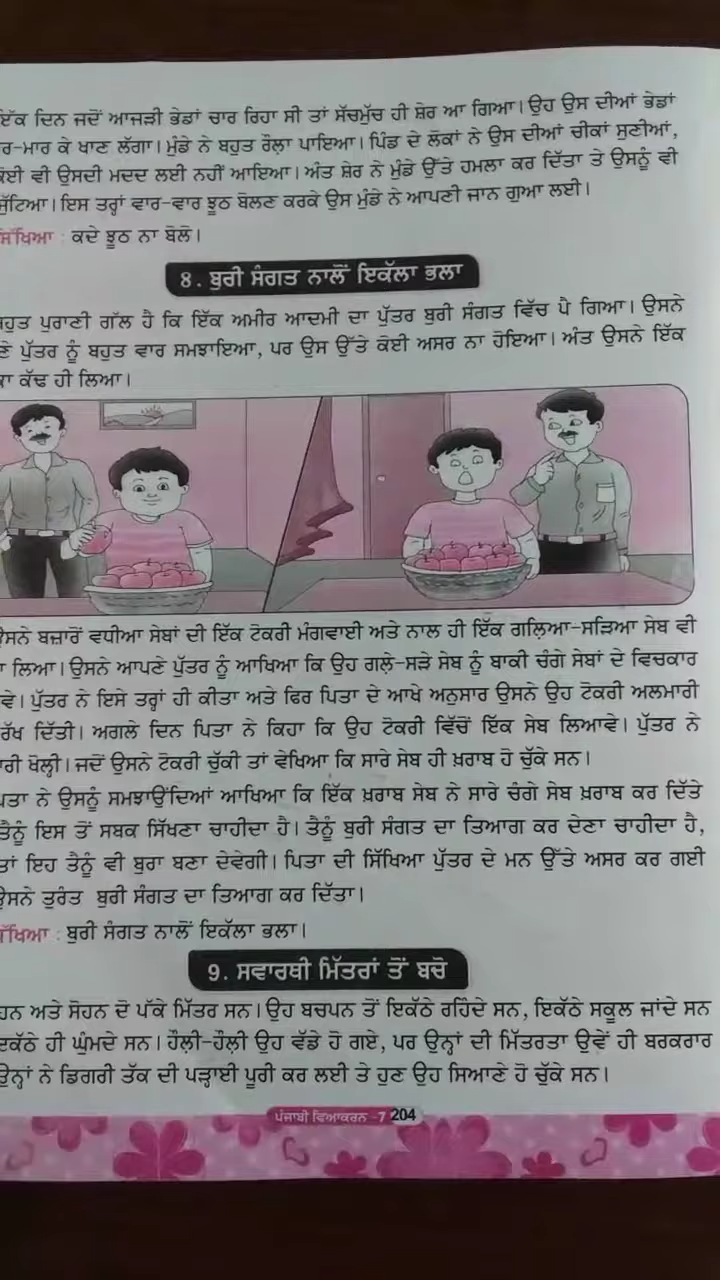 ਇੱਕ ਦਿਨ ਜਦੋਂ ਆਜੜੀ ਭੇਡਾਂ ਚਾਰ ਰਿਹਾ ਸੀ ਤਾਂ ਸੱਚਮੁੱਚ ਹੀ ਸ਼ੇਰ ਆ ਗਿਆ। ਉਹ ਉਸ ਦੀਆਂ ਭੇਡਾਂ
ਰ-ਮਾਰ ਕੇ ਖਾਣ ਲੱਗਾ। ਮੁੰਡੇ ਨੇ ਬਹੁਤ ਰੌਲ਼ਾ ਪਾਇਆ। ਪਿੰਡ ਦੇ ਲੋਕਾਂ ਨੇ ਉਸ ਦੀਆਂ ਚੀਕਾਂ ਸੁਣੀਆਂ,
ਕੋਈ ਵੀ ਉਸਦੀ ਮਦਦ ਲਈ ਨਹੀਂ ਆਇਆ। ਅੰਤ ਸ਼ੇਰ ਨੇ ਮੁੰਡੇ ਉੱਤੇ ਹਮਲਾ ਕਰ ਦਿੱਤਾ ਤੇ ਉਸਨੂੰ ਵੀ
ਸੁੱਟਿਆ। ਇਸ ਤਰ੍ਹਾਂ ਵਾਰ-ਵਾਰ ਝੂਠ ਬੋਲਣ ਕਰਕੇ ਉਸ ਮੁੰਡੇ ਨੇ ਆਪਣੀ ਜਾਨ ਗੁਆ ਲਈ।
ਸਿੱਖਿਆ : ਕਦੇ ਝੂਠ ਨਾ ਬੋਲੋ।
8. ਬੁਰੀ ਸੰਗਤ ਨਾਲੋਂ ਇਕੱਲਾ ਭਲਾ
ਬਹੁਤ ਪੁਰਾਣੀ ਗੱਲ ਹੈ ਕਿ ਇੱਕ ਅਮੀਰ ਆਦਮੀ ਦਾ ਪੁੱਤਰ ਬੁਰੀ ਸੰਗਤ ਵਿੱਚ ਪੈ ਗਿਆ। ਉਸਨੇ
ਣੇ ਪੁੱਤਰ ਨੂੰ ਬਹੁਤ ਵਾਰ ਸਮਝਾਇਆ, ਪਰ ਉਸ ਉੱਤੇ ਕੋਈ ਅਸਰ ਨਾ ਹੋਇਆ। ਅੰਤ ਉਸਨੇ ਇੱਕ
ਕਾ ਕੱਢ ਹੀ ਲਿਆ।
ਉਸਨੇ ਬਜ਼ਾਰੋਂ ਵਧੀਆ ਸੇਬਾਂ ਦੀ ਇੱਕ ਟੋਕਰੀ ਮੰਗਵਾਈ ਅਤੇ ਨਾਲ ਹੀ ਇੱਕ ਗਲ਼ਿਆ-ਸੜਿਆ ਸੇਬ ਵੀ
ਾ ਲਿਆ। ਉਸਨੇ ਆਪਣੇ ਪੁੱਤਰ ਨੂੰ ਆਖਿਆ ਕਿ ਉਹ ਗਲ਼ੇ-ਸੜੇ ਸੇਬ ਨੂੰ ਬਾਕੀ ਚੰਗੇ ਸੇਬਾਂ ਦੇ ਵਿਚਕਾਰ
ਵੇ। ਪੁੱਤਰ ਨੇ ਇਸੇ ਤਰ੍ਹਾਂ ਹੀ ਕੀਤਾ ਅਤੇ ਫਿਰ ਪਿਤਾ ਦੇ ਆਖੇ ਅਨੁਸਾਰ ਉਸਨੇ ਉਹ ਟੋਕਰੀ ਅਲਮਾਰੀ
ਰੱਖ ਦਿੱਤੀ। ਅਗਲੇ ਦਿਨ ਪਿਤਾ ਨੇ ਕਿਹਾ ਕਿ ਉਹ ਟੋਕਰੀ ਵਿੱਚੋਂ ਇੱਕ ਸੇਬ ਲਿਆਵੇ। ਪੁੱਤਰ ਨੇ
ਾਰੀ ਖੋਲ੍ਹੀ। ਜਦੋਂ ਉਸਨੇ ਟੋਕਰੀ ਚੁੱਕੀ ਤਾਂ ਵੇਖਿਆ ਕਿ ਸਾਰੇ ਸੇਬ ਹੀ ਖ਼ਰਾਬ ਹੋ ਚੁੱਕੇ ਸਨ।
ਪਿਤਾ ਨੇ ਉਸਨੂੰ ਸਮਝਾਉਂਦਿਆਂ ਆਖਿਆ ਕਿ ਇੱਕ ਖ਼ਰਾਬ ਸੇਬ ਨੇ ਸਾਰੇ ਚੰਗੇ ਸੇਬ ਖ਼ਰਾਬ ਕਰ ਦਿੱਤੇ
ਤੈਨੂੰ ਇਸ ਤੋਂ ਸਬਕ ਸਿੱਖਣਾ ਚਾਹੀਦਾ ਹੈ। ਤੈਨੂੰ ਬੁਰੀ ਸੰਗਤ ਦਾ ਤਿਆਗ ਕਰ ਦੇਣਾ ਚਾਹੀਦਾ ਹੈ,
ਤਾਂ ਇਹ ਤੈਨੂੰ ਵੀ ਬੁਰਾ ਬਣਾ ਦੇਵੇਗੀ। ਪਿਤਾ ਦੀ ਸਿੱਖਿਆ ਪੁੱਤਰ ਦੇ ਮਨ ਉੱਤੇ ਅਸਰ ਕਰ ਗਈ
ਉਸਨੇ ਤੁਰੰਤ ਬੁਰੀ ਸੰਗਤ ਦਾ ਤਿਆਗ ਕਰ ਦਿੱਤਾ।
ਸਿੱਖਿਆ : ਬੁਰੀ ਸੰਗਤ ਨਾਲੋਂ ਇਕੱਲਾ ਭਲਾ।
9. ਸਵਾਰਥੀ ਮਿੱਤਰਾਂ ਤੋਂ ਬਚੋ
ਹਨ ਅਤੇ ਸੋਹਨ ਦੋ ਪੱਕੇ ਮਿੱਤਰ ਸਨ। ਉਹ ਬਚਪਨ ਤੋਂ ਇਕੱਠੇ ਰਹਿੰਦੇ ਸਨ, ਇਕੱਠੇ ਸਕੂਲ ਜਾਂਦੇ ਸਨ
ਇਕੱਠੇ ਹੀ ਘੁੰਮਦੇ ਸਨ। ਹੌਲ਼ੀ-ਹੌਲ਼ੀ ਉਹ ਵੱਡੇ ਹੋ ਗਏ, ਪਰ ਉਨ੍ਹਾਂ ਦੀ ਮਿੱਤਰਤਾ ਉਵੇਂ ਹੀ ਬਰਕਰਾਰ
ਉਨ੍ਹਾਂ ਨੇ ਡਿਗਰੀ ਤੱਕ ਦੀ ਪੜ੍ਹਾਈ ਪੂਰੀ ਕਰ ਲਈ ਤੇ ਹੁਣ ਉਹ ਸਿਆਣੇ ਹੋ ਚੁੱਕੇ ਸਨ।
ਪੰਜਾਬੀ ਵਿਆਕਰਨ -7 204